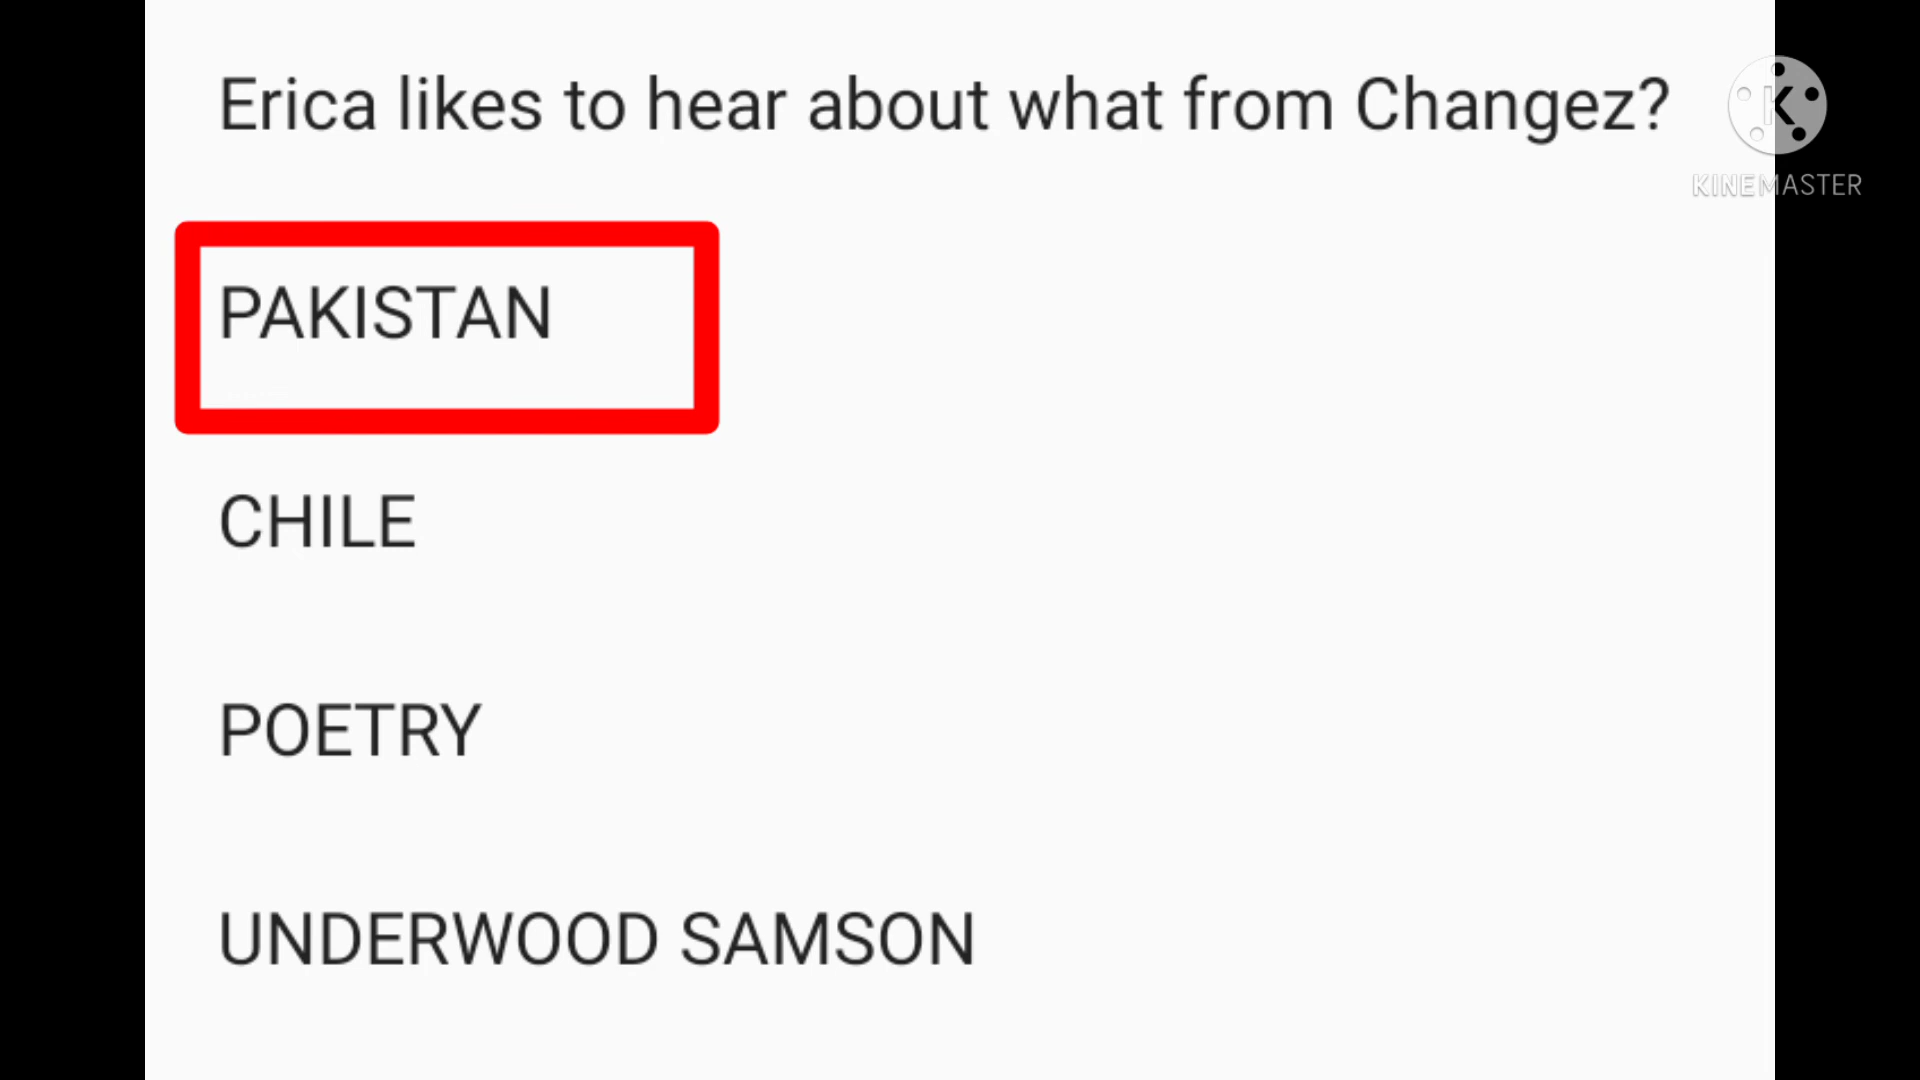 Erica likes to hear about what from Changez?
K
KINEMASTER
PAKISTAN
CHILE
POETRY
UNDERWOOD SAMSON